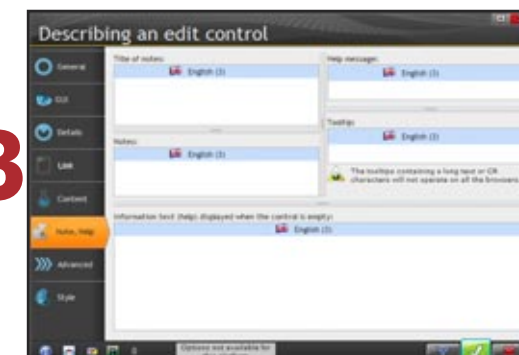 3
Describing an edit control
General
GUI
Details
Link
Content
Note, Help
Advanced
Style
Title of notes:
English (3)
Notes:
English (3)
Help message:
English (3)
Tooltip:
English (3)
The tooltips containing a long text or CR
characters will not operate on all the browsers.
Information text (help) displayed when the control is empty:
English (3)
Options not available for